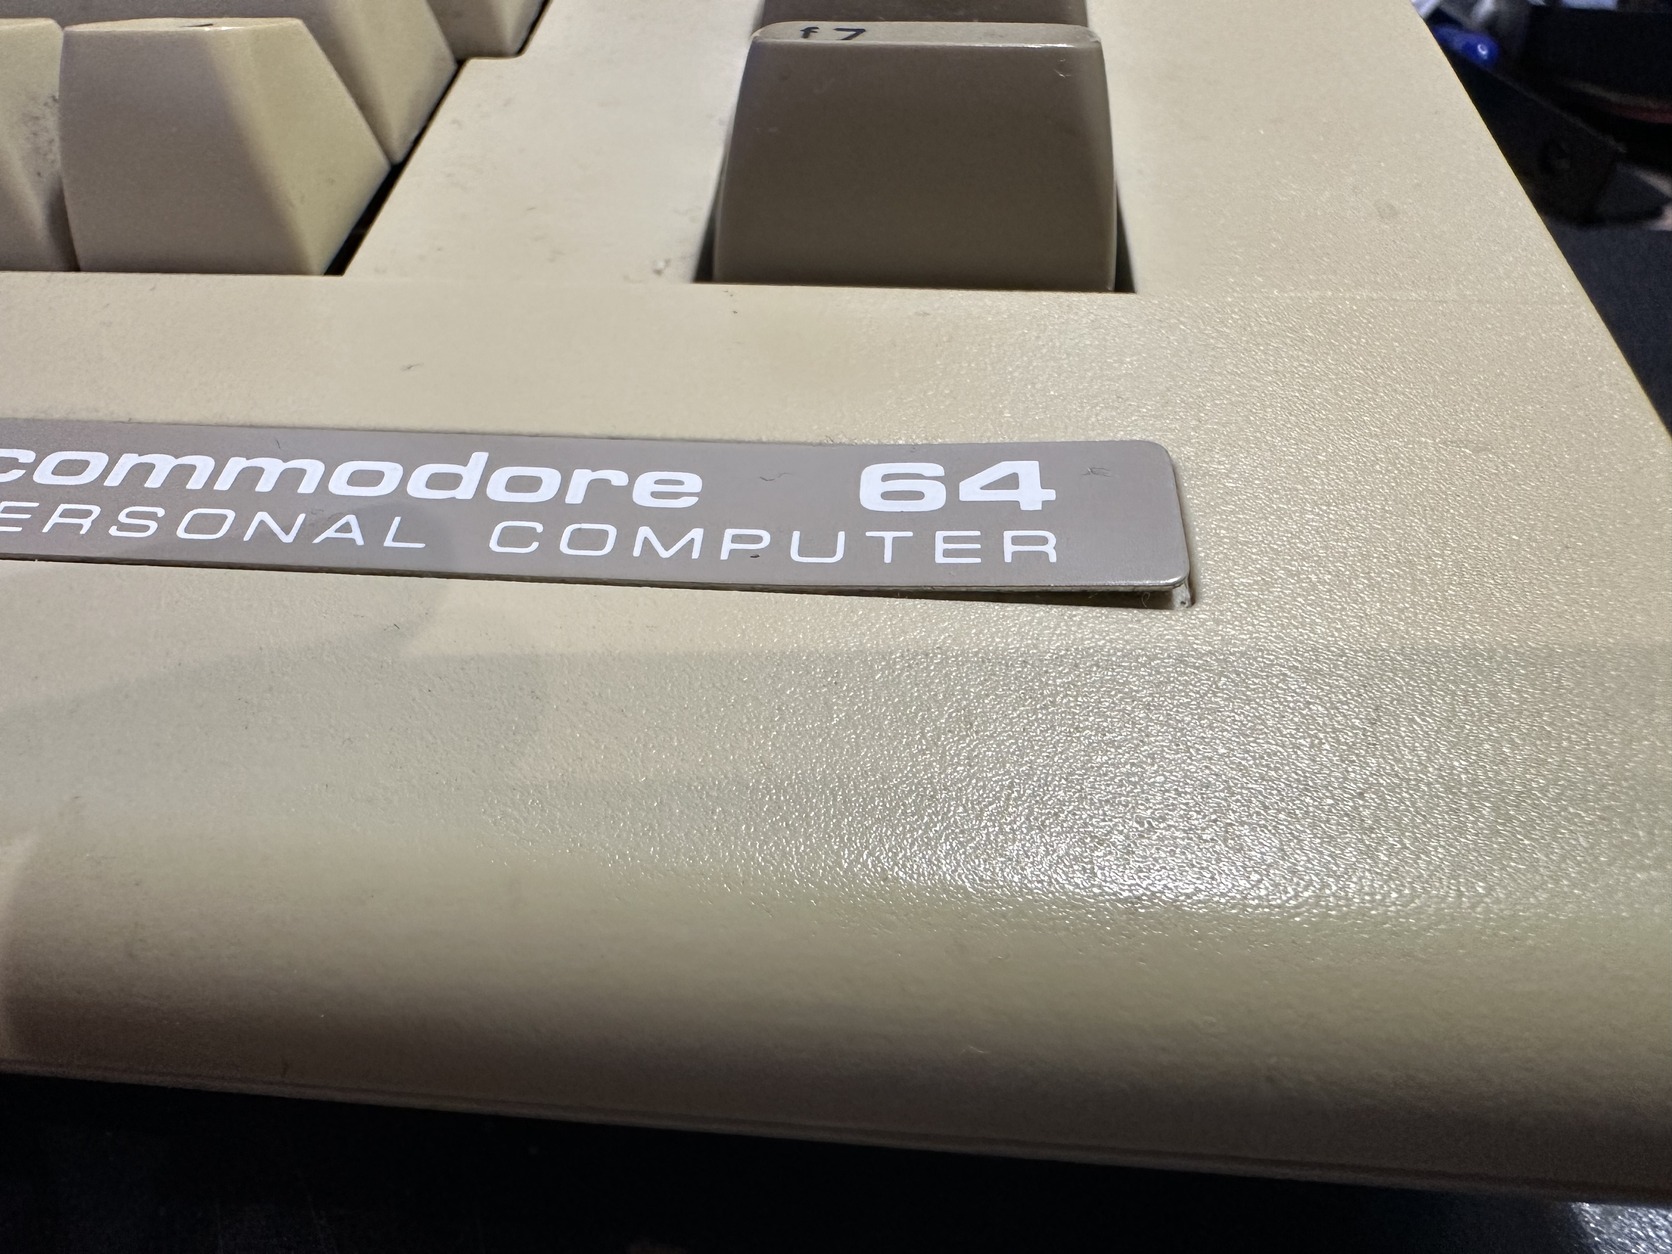 f7
commodore 64
ERSONAL COMPUTER